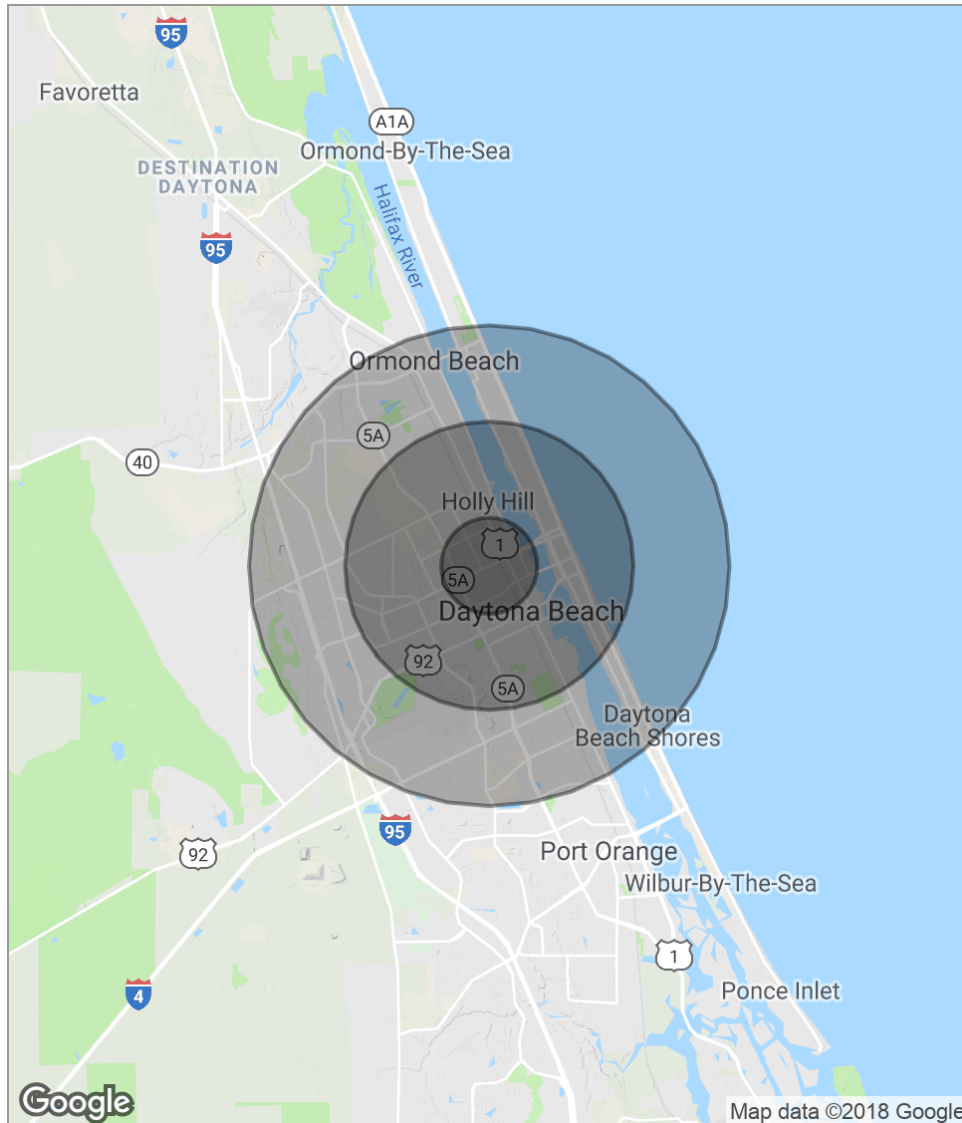 95
Favoretta
A1A
Ormond-By-The-Sea
DESTINATION
DAYTONA
Halifax River
95
Ormond Beach
5A
40
Holly Hill
1
5A
Daytona Beach
92
5A
Daytona
Beach Shores
95
92
Port Orange
Wilbur-By-The-Sea
1
Ponce Inlet
4
Google
Map data ©2018 Google